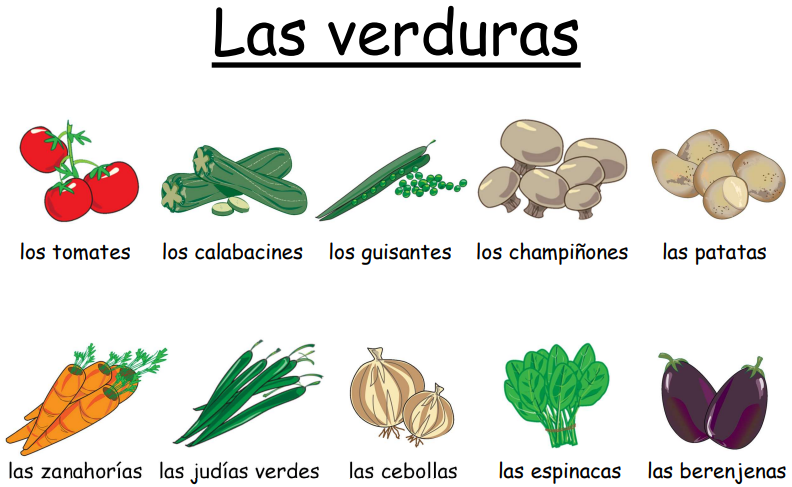 Las verduras
los tomates
los calabacines
los guisantes
los champiñones
las patatas
las zanahorías
las judías verdes
las cebollas
las espinacas
las berenjenas